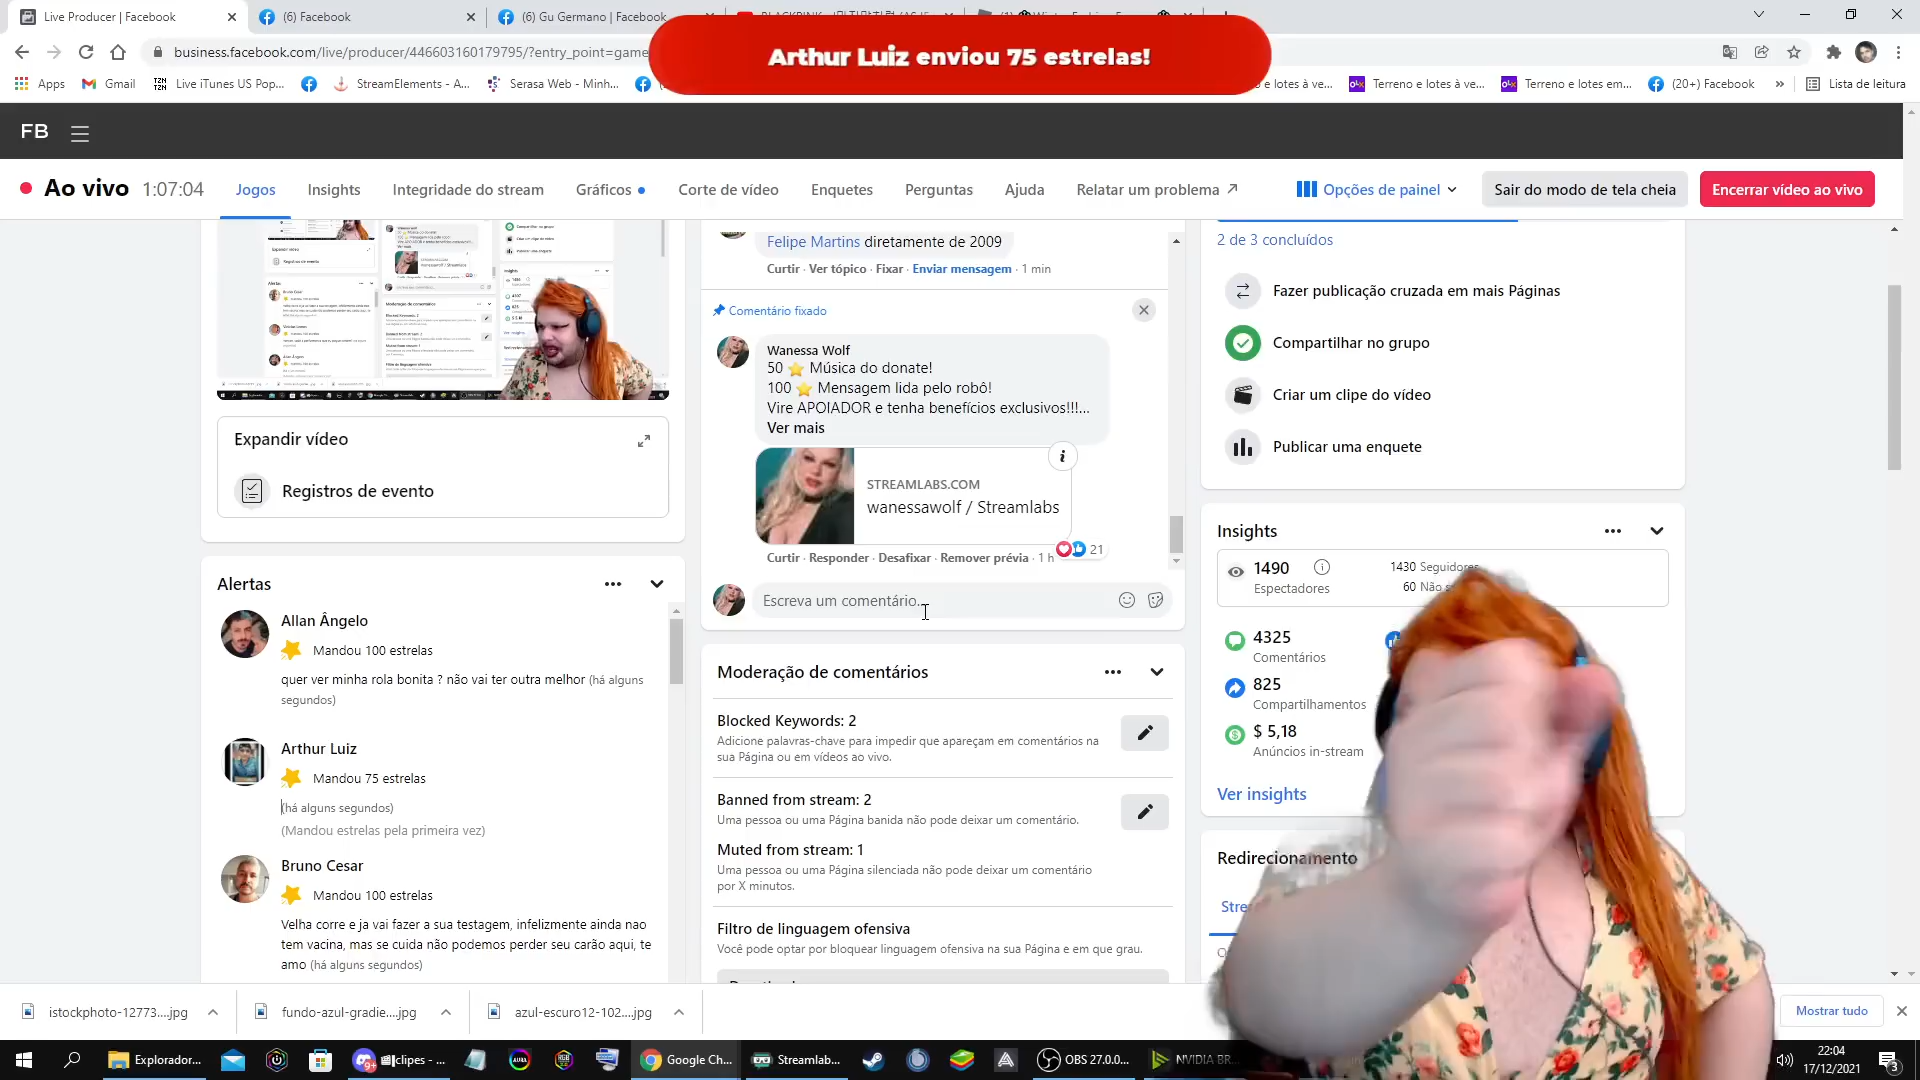 Live Producer | Facebook
(6) Facebook
(6) Gu Germano | Facebook
Arthur Luiz enviou 75 estrelas!
business.facebook.com/live/producer/446603160179795/?entry_point=game
Apps
Gmail
Live iTunes US Pop...
StreamElements - A...
Serasa Web - Minh...
e lotes à ve...
Terreno e lotes à ve...
Terreno e lotes em...
(20+) Facebook
Lista de leitura
FB
Ao vivo 1:07:04
Jogos
Insights
Integridade do stream
Gráficos
Corte de vídeo
Enquetes
Perguntas
Ajuda
Relatar um problema
Opções de painel
Sair do modo de tela cheia
Encerrar vídeo ao vivo
Expandir vídeo
Registros de evento
Alertas
Allan Ângelo
Mandou 100 estrelas
quer ver minha rola bonita ? não vai ter outra melhor (há alguns
segundos)
Arthur Luiz
Mandou 75 estrelas
(há alguns segundos)
(Mandou estrelas pela primeira vez)
Bruno Cesar
Mandou 100 estrelas
Velha corre e ja vai fazer a sua testagem, infelizmente ainda nao
tem vacina, mas se cuida não podemos perder seu carão aqui, te
amo (há alguns segundos)
Felipe Martins diretamente de 2009
Curtir · Ver tópico · Fixar · Enviar mensagem · 1 min
Comentário fixado
Wanessa Wolf
50 ⭐ Música do donate!
100 ⭐ Mensagem lida pelo robô!
Vire APOIADOR e tenha benefícios exclusivos!!!...
Ver mais
STREAMLABS.COM
wanessawolf / Streamlabs
Curtir · Responder · Desafixar · Remover prévia · 1 h
21
Escreva um comentário...
Moderação de comentários
Blocked Keywords: 2
Adicione palavras-chave para impedir que apareçam em comentários na
sua Página ou em vídeos ao vivo.
Banned from stream: 2
Uma pessoa ou uma Página banida não pode deixar um comentário.
Muted from stream: 1
Uma pessoa ou uma Página silenciada não pode deixar um comentário
por X minutos.
Filtro de linguagem ofensiva
Você pode optar por bloquear linguagem ofensiva na sua Página e em que grau.
2 de 3 concluídos
Fazer publicação cruzada em mais Páginas
Compartilhar no grupo
Criar um clipe do vídeo
Publicar uma enquete
Insights
1490
Espectadores
1430 Seguidores
60 Não
4325
Comentários
825
Compartilhamentos
$ 5,18
Anúncios in-stream
Ver insights
Redirecionamento
Stre
istockphoto-12773....jpg
fundo-azul-gradie....jpg
azul-escuro12-102....jpg
Mostrar tudo
Explorador...
clipes - ...
Google Ch...
Streamlab...
OBS 27.0.0...
NVIDIA BR
22:04
17/12/2021
3